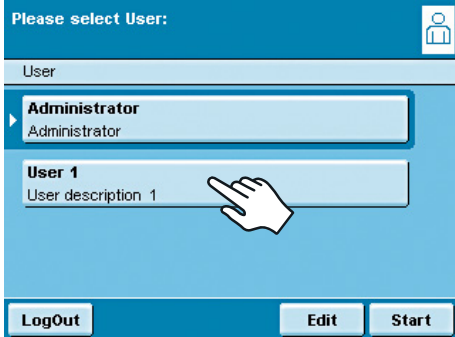 Please select User:
User
Administrator
Administrator
User 1
User description 1
LogOut Edit Start